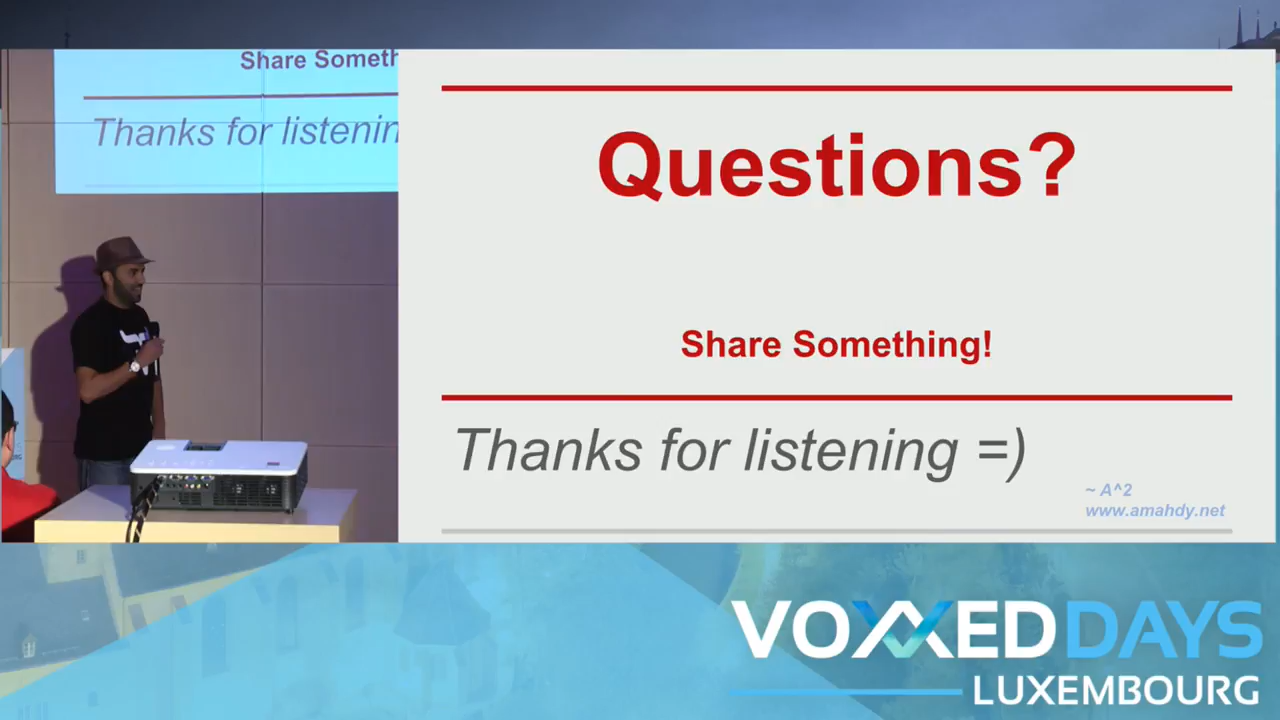 Share Someth
Thanks for listenin
Questions?
Share Something!
Thanks for listening =)
~ A^2
www.amahdy.net
VOXXED DAYS
LUXEMBOURG